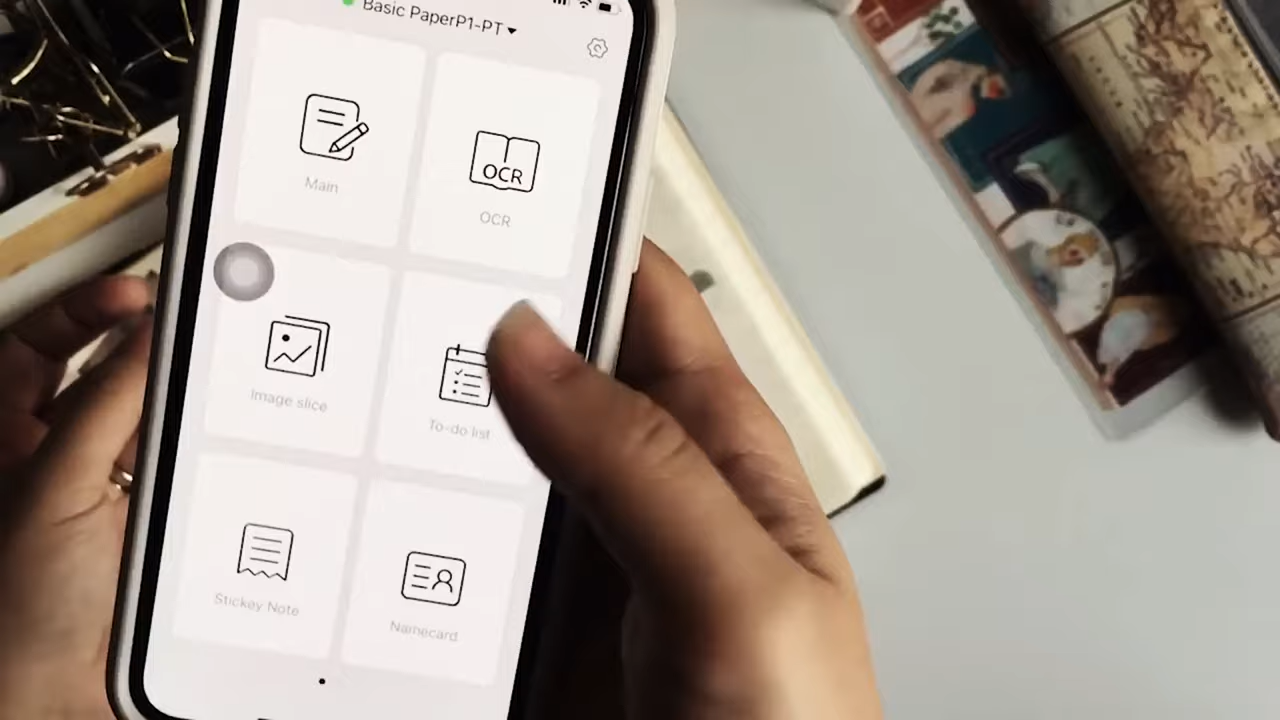 Basic PaperP1-PT
Main
OCR
OCR
Image slice
To-do list
Stickey Note
Namecard